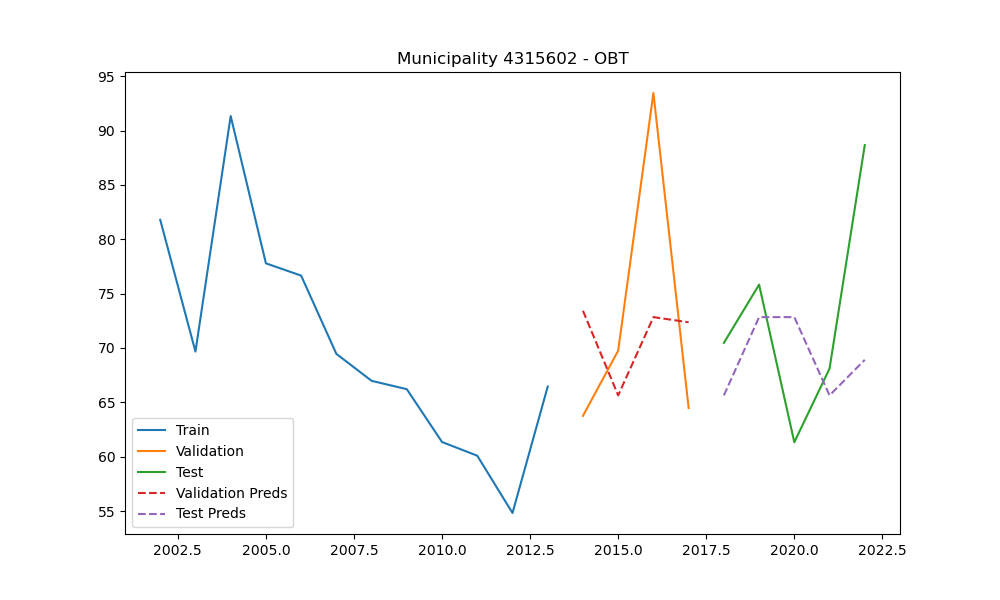 Municipality 4315602 - OBT
95
90
85
80
75
70
65
60
55
Train
Validation
Test
Validation Preds
Test Preds
2002.5 2005.0 2007.5 2010.0 2012.5 2015.0 2017.5 2020.0 2022.5